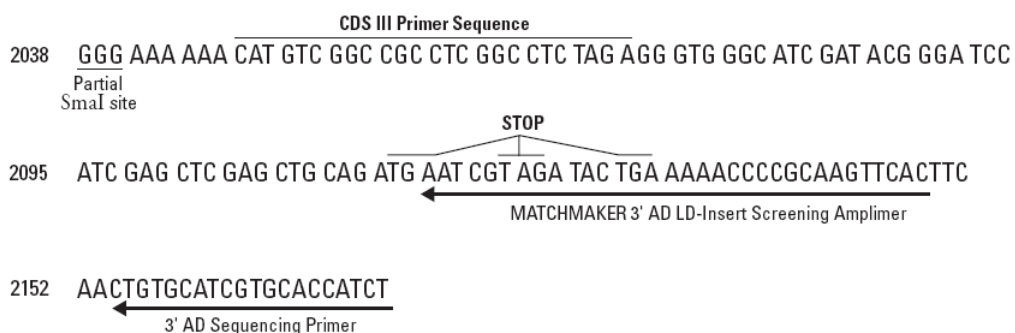 CDS III Primer Sequence
2038 GGG AAA AAA CAT GTC GGC CGC CTC GGC CTC TAG AGG GTG GGC ATC GAT ACG GGA TCC
Partial
SmaI site
STOP
2095 ATC GAG CTC GAG CTG CAG ATG AAT CGT AGA TAC TGA AAAACCCCGCAAGTTCACTTC
MATCHMAKER 3' AD LD-Insert Screening Amplimer
2152 AACTGTGCATCGTGCACCATCT
3' AD Sequencing Primer